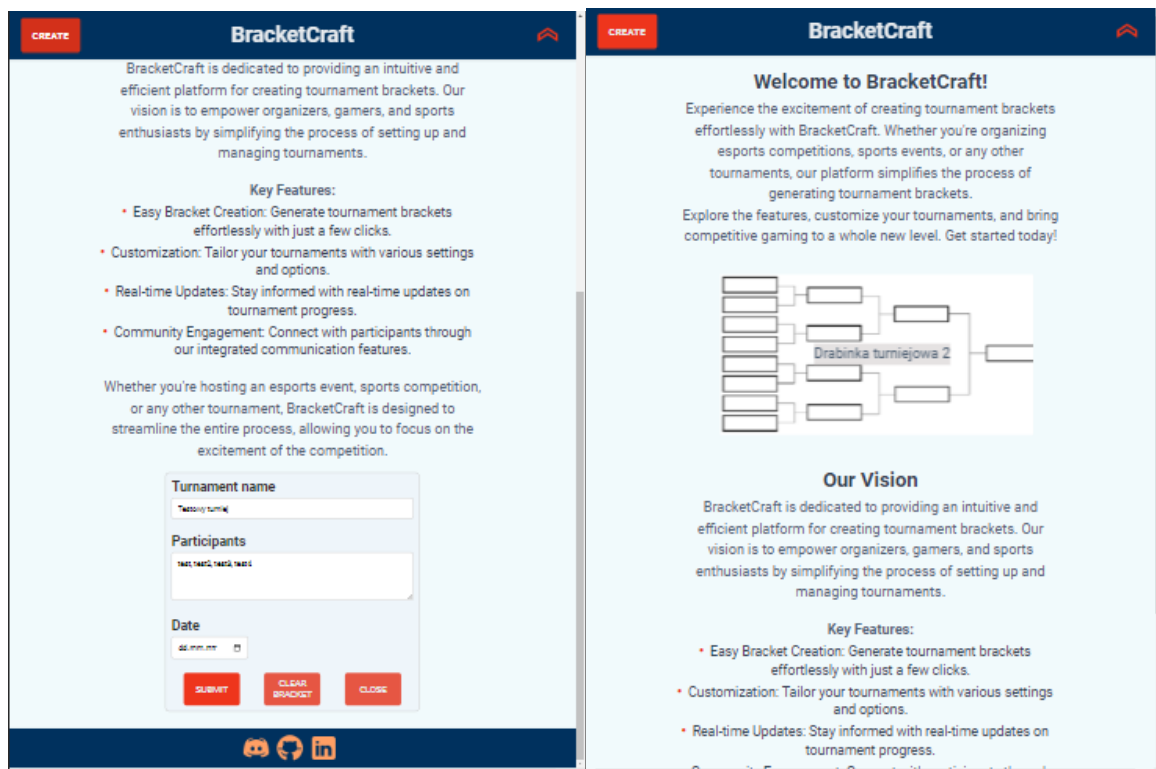 CREATE
BracketCraft
BracketCraft is dedicated to providing an intuitive and
efficient platform for creating tournament brackets. Our
vision is to empower organizers, gamers, and sports
enthusiasts by simplifying the process of setting up and
managing tournaments.
Key Features:
• Easy Bracket Creation: Generate tournament brackets
effortlessly with just a few clicks.
• Customization: Tailor your tournaments with various settings
and options.
• Real-time Updates: Stay informed with real-time updates on
tournament progress.
• Community Engagement: Connect with participants through
our integrated communication features.
Whether you're hosting an esports event, sports competition,
or any other tournament, BracketCraft is designed to
streamline the entire process, allowing you to focus on the
excitement of the competition.
Turnament name
Testowy turniej
Participants
test, test2, test3, test4
Date
dd.mm.rrrr
SUBMIT
CLEAR
BRACKET
CLOSE
in
CREATE
BracketCraft
Welcome to BracketCraft!
Experience the excitement of creating tournament brackets
effortlessly with BracketCraft. Whether you're organizing
esports competitions, sports events, or any other
tournaments, our platform simplifies the process of
generating tournament brackets.
Explore the features, customize your tournaments, and bring
competitive gaming to a whole new level. Get started today!
Drabinka turniejowa 2
Our Vision
BracketCraft is dedicated to providing an intuitive and
efficient platform for creating tournament brackets. Our
vision is to empower organizers, gamers, and sports
enthusiasts by simplifying the process of setting up and
managing tournaments.
Key Features:
• Easy Bracket Creation: Generate tournament brackets
effortlessly with just a few clicks.
• Customization: Tailor your tournaments with various settings
and options.
• Real-time Updates: Stay informed with real-time updates on
tournament progress.